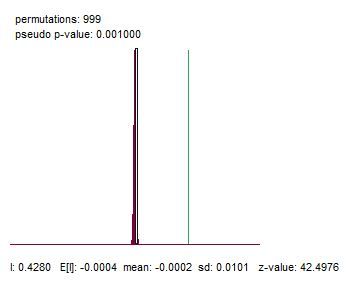 permutations: 999
pseudo p-value: 0.001000
I: 0.4280 E[I]: -0.0004 mean: -0.0002 sd: 0.0101 z-value: 42.4976